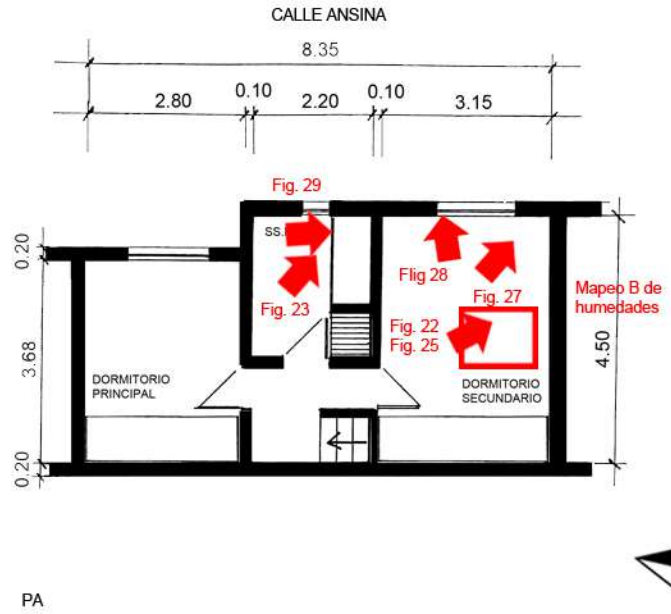 CALLE ANSINA
8.35
2.80
0.10
2.20
0.10
3.15
Fig. 29
SS.
Flig 28
Fig. 27
Fig. 23
Fig. 22
Fig. 25
Mapeo B de
humedades
0.20
3.68
0.20
4.50
DORMITORIO
PRINCIPAL
DORMITORIO
SECUNDARIO
PA